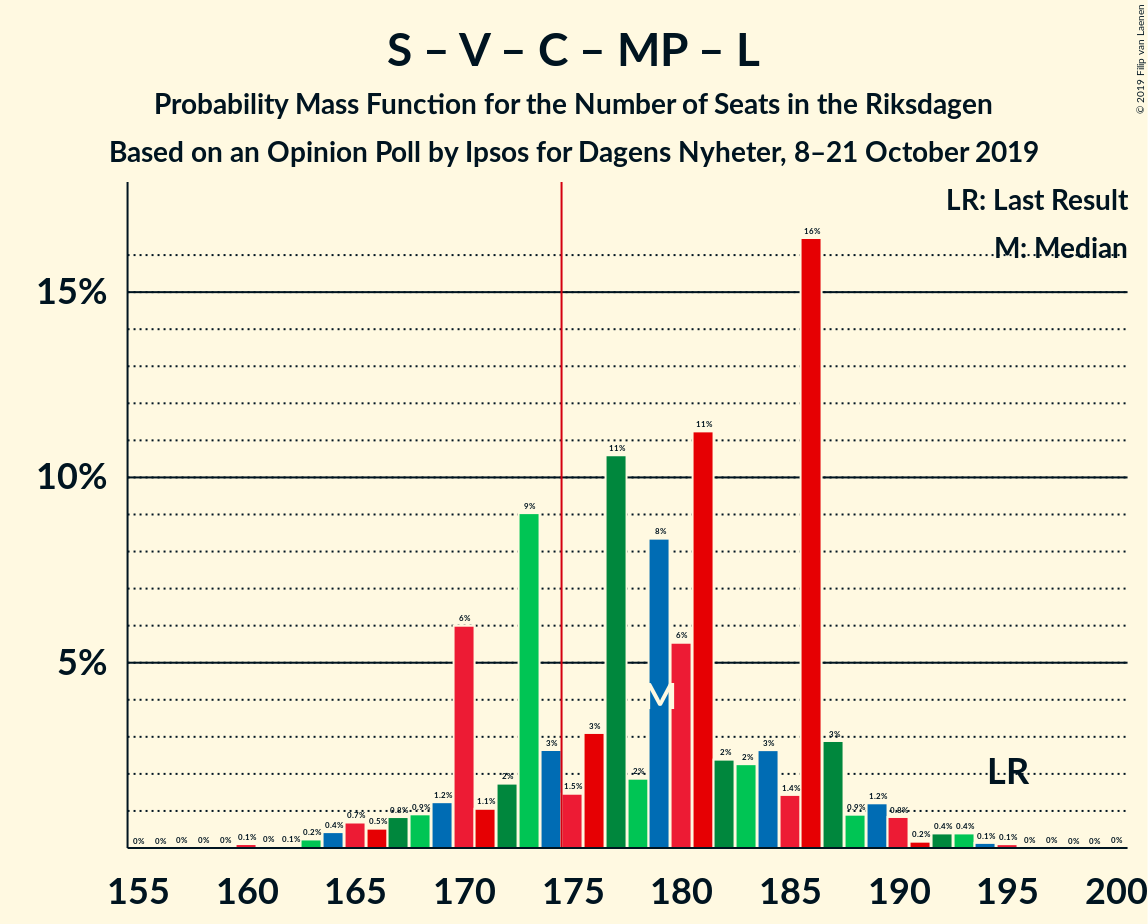 S – V – C – MP – L
Probability Mass Function for the Number of Seats in the Riksdagen
Based on an Opinion Poll by Ipsos for Dagens Nyheter, 8–21 October 2019
© 2019 Filip van Laenen
LR: Last Result
M: Median
15%
10%
5%
0% 0% 0% 0% 0% 0.1% 0% 0.1% 0.2% 0.4% 0.7% 0.5% 0.8% 0.9% 1.2% 6% 1.1% 2% 9% 3% 1.5% 3% 11% 2% 8% 6% 11% 2% 2% 3% 1.4% 16% 3% 0.9% 1.2% 0.8% 0.2% 0.4% 0.4% 0.1% 0.1% 0% 0% 0% 0% 0%
M
LR
155 160 165 170 175 180 185 190 195 200